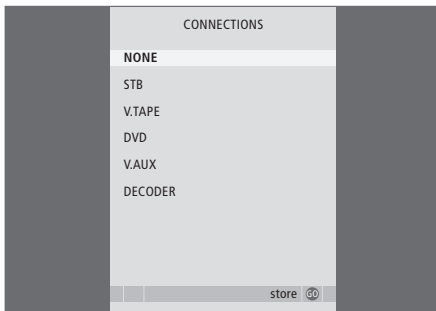 CONNECTIONS
NONE
STB
V.TAPE
DVD
V.AUX
DECODER
store GO